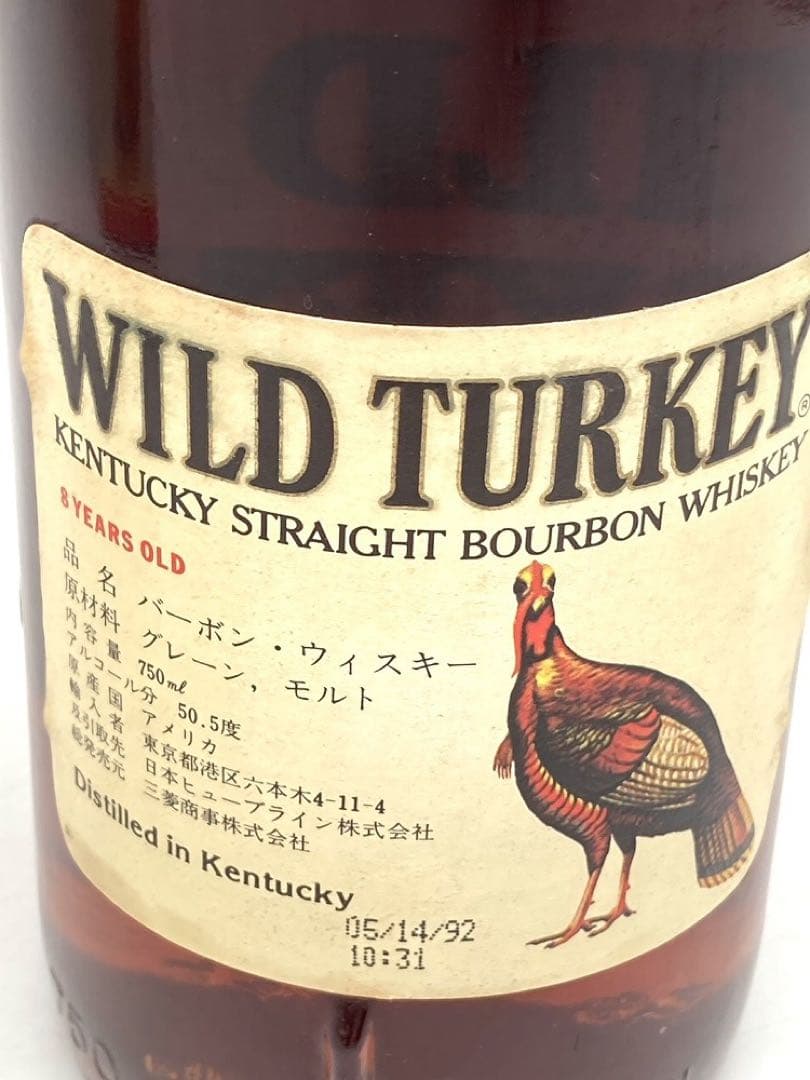 WILD TURKEY®
KENTUCKY STRAIGHT BOURBON WHISKEY
8 YEARS OLD
品名 バーボン・ウィスキー
原材料 グレーン, モルト
内容量 750ml
アルコール分 50.5度
原産国 アメリカ
輸入者 東京都港区六本木4-11-4
及引取先 日本ヒューブライン株式会社
総発売元 三菱商事株式会社
Distilled in Kentucky
05/14/92
10:31
750